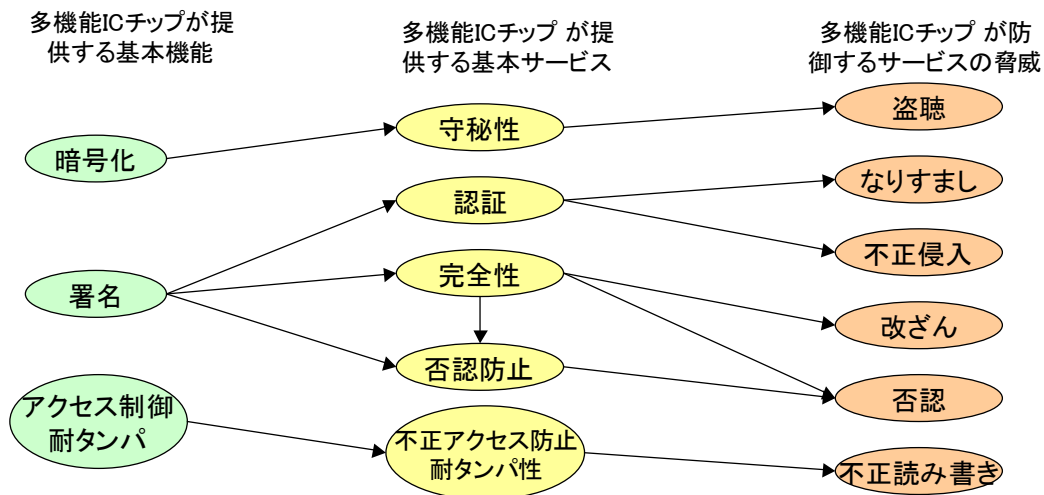 多機能ICチップが提
供する基本機能
多機能ICチップ が提
供する基本サービス
多機能ICチップ が防
御するサービスの脅威
暗号化
署名
アクセス制御
耐タンパ
守秘性
認証
完全性
否認防止
不正アクセス防止
耐タンパ性
盗聴
なりすまし
不正侵入
改ざん
否認
不正読み書き